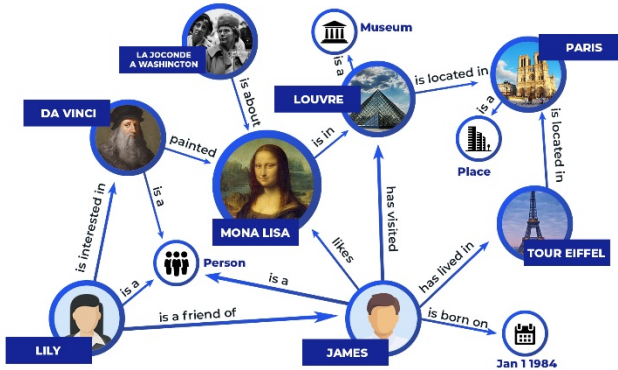 LA JOCONDE
A WASHINGTON
Museum
PARIS
is a
is located in
LOUVRE
is about
DA VINCI
is a
is located in
painted
is in
Place
is a
MONA LISA
has visited
TOUR EIFFEL
is interested in
Person
likes
has lived in
is a
is a
is a friend of
is born on
LILY
JAMES
Jan 1 1984